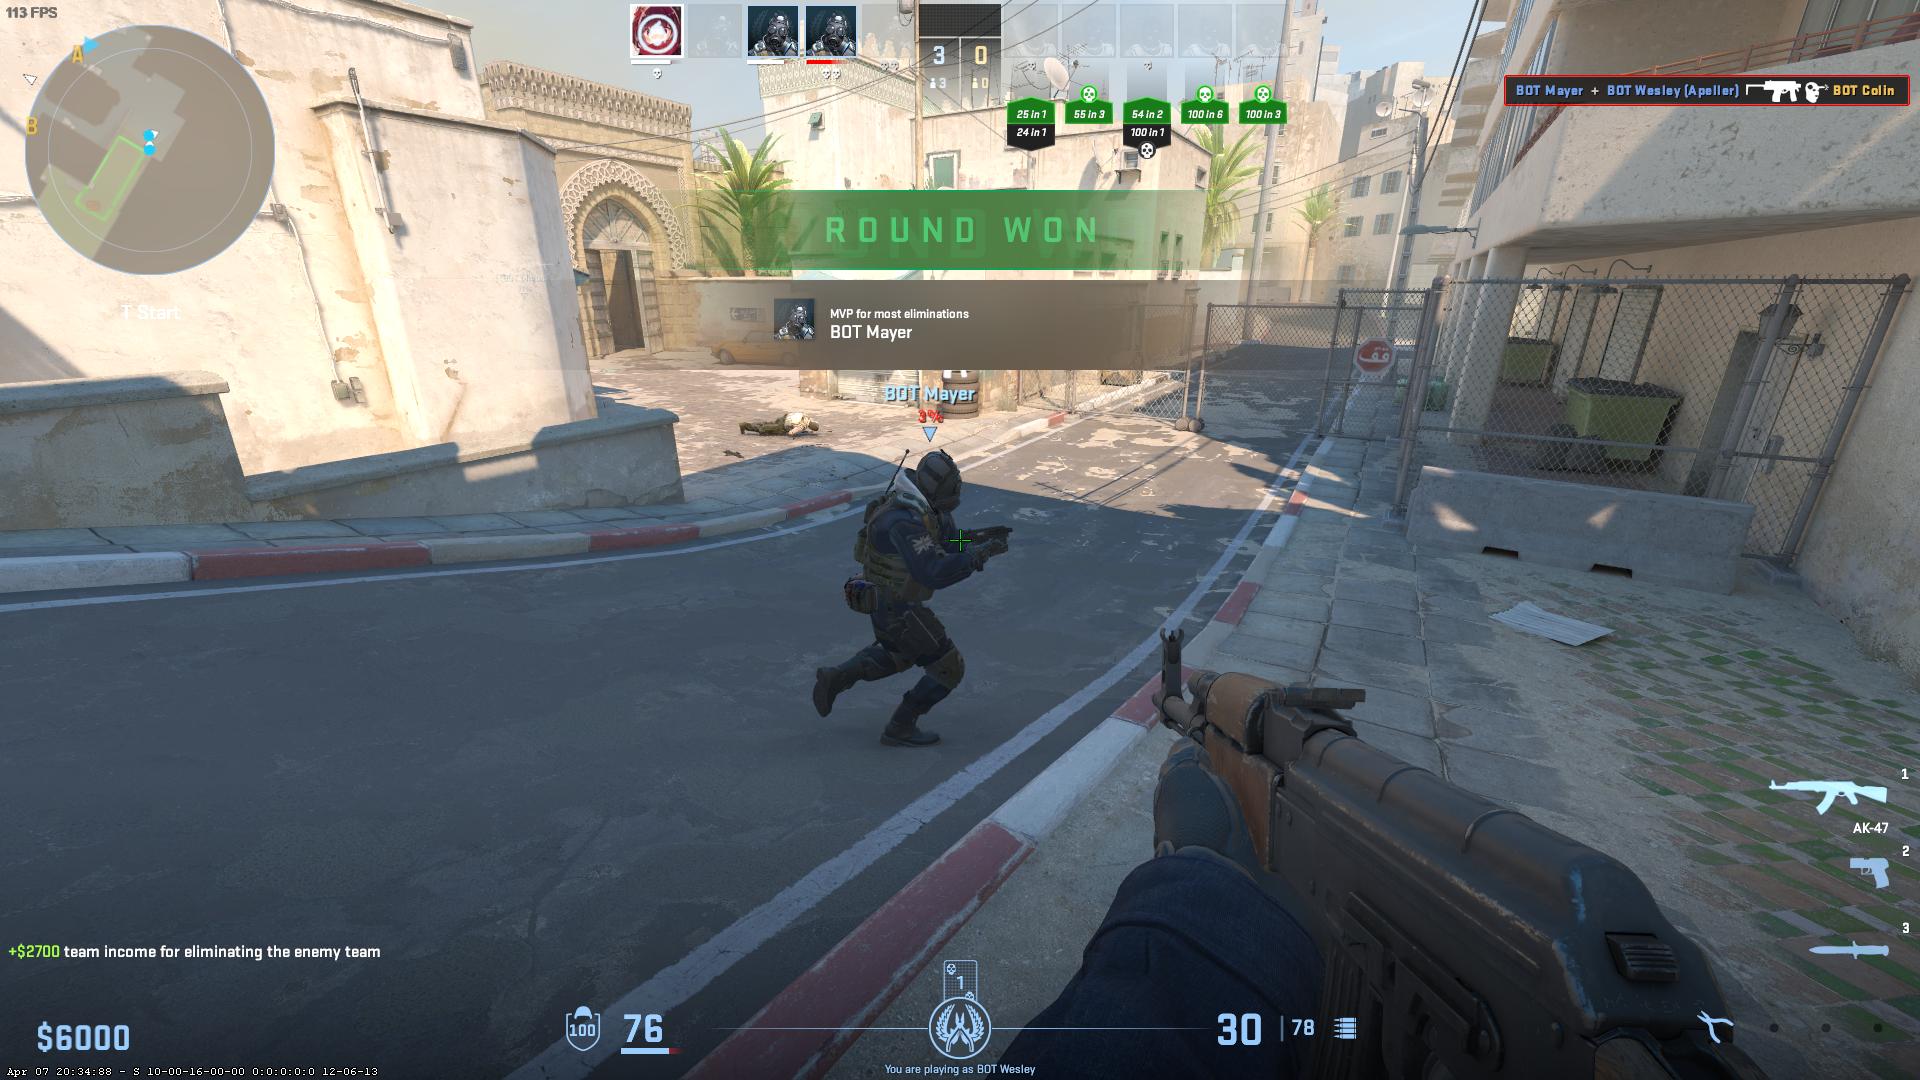 113 FPS
A
B
T Start
3
0
3
0
25 in 1
55 in 3
54 in 2
100 in 6
100 in 3
24 in 1
100 in 1
BOT Mayer + BOT Wesley (Apeller) BOT Colin
ROUND WON
MVP for most eliminations
BOT Mayer
BOT Mayer
3%
قف
1
AK-47
2
3
+$2700 team income for eliminating the enemy team
$6000
100
76
1
30 | 78
You are playing as BOT Wesley
Apr 07 20:34:88 - S 10-00-16-00-00 0:0:0:0:0 12-06-13